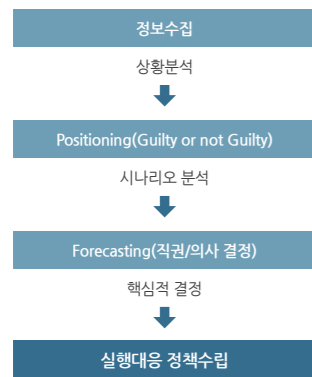 정보수집
상황분석
Positioning(Guilty or not Guilty)
시나리오 분석
Forecasting(직권/의사 결정)
핵심적 결정
실행대응 정책수립